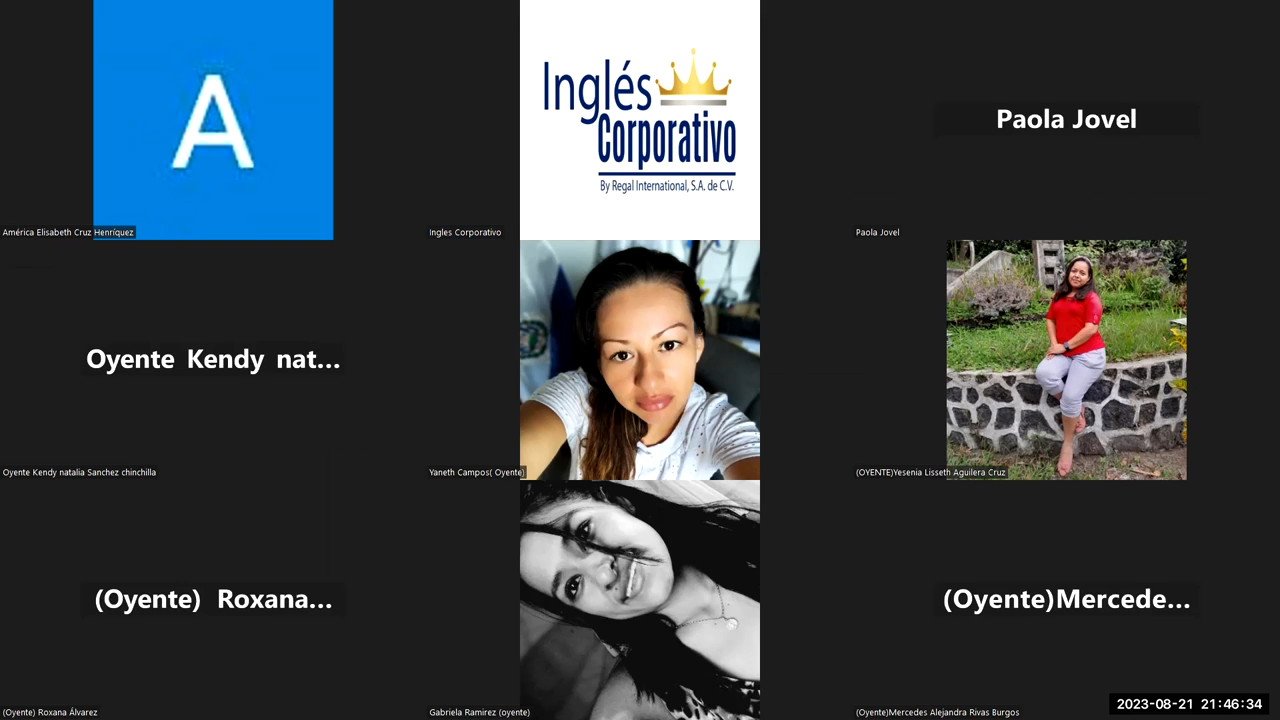 A
América Elisabeth Cruz Henríquez
Inglés
Corporativo
By Regal International, S.A. de C.V.
Ingles Corporativo
Paola Jovel
Paola Jovel
Oyente Kendy nat...
Oyente Kendy natalia Sanchez chinchilla
Yaneth Campos( Oyente)
(OYENTE)Yesenia Lisseth Aguilera Cruz
(Oyente) Roxana...
(Oyente) Roxana Álvarez
Gabriela Ramirez (oyente)
(Oyente)Mercede...
(Oyente)Mercedes Alejandra Rivas Burgos
2023-08-21 21:46:34